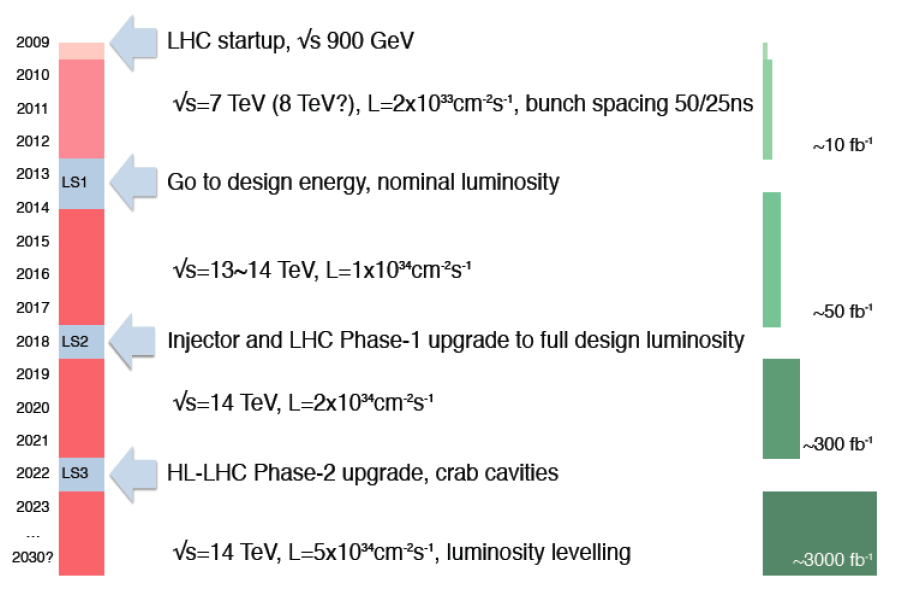 2009
LHC startup, √s 900 GeV
2010
2011
√s=7 TeV (8 TeV?), L=2x10³³cm⁻²s⁻¹, bunch spacing 50/25ns
2012
~10 fb⁻¹
2013
LS1
Go to design energy, nominal luminosity
2014
2015
2016
√s=13~14 TeV, L=1x10³⁴cm⁻²s⁻¹
2017
~50 fb⁻¹
2018
LS2
Injector and LHC Phase-1 upgrade to full design luminosity
2019
2020
√s=14 TeV, L=2x10³⁴cm⁻²s⁻¹
2021
~300 fb⁻¹
2022
LS3
HL-LHC Phase-2 upgrade, crab cavities
2023
...
2030?
√s=14 TeV, L=5x10³⁴cm⁻²s⁻¹, luminosity levelling
~3000 fb⁻¹